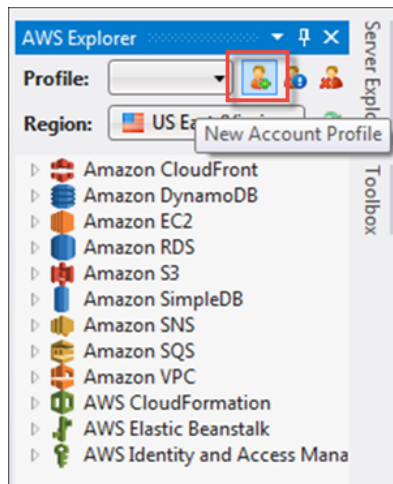 AWS Explorer
Profile:
New Account Profile
Region:
US Ea
Amazon CloudFront
Amazon DynamoDB
Amazon EC2
Amazon RDS
Amazon S3
Amazon SimpleDB
Amazon SNS
Amazon SQS
Amazon VPC
AWS CloudFormation
AWS Elastic Beanstalk
AWS Identity and Access Mana
Server Explo
Toolbox